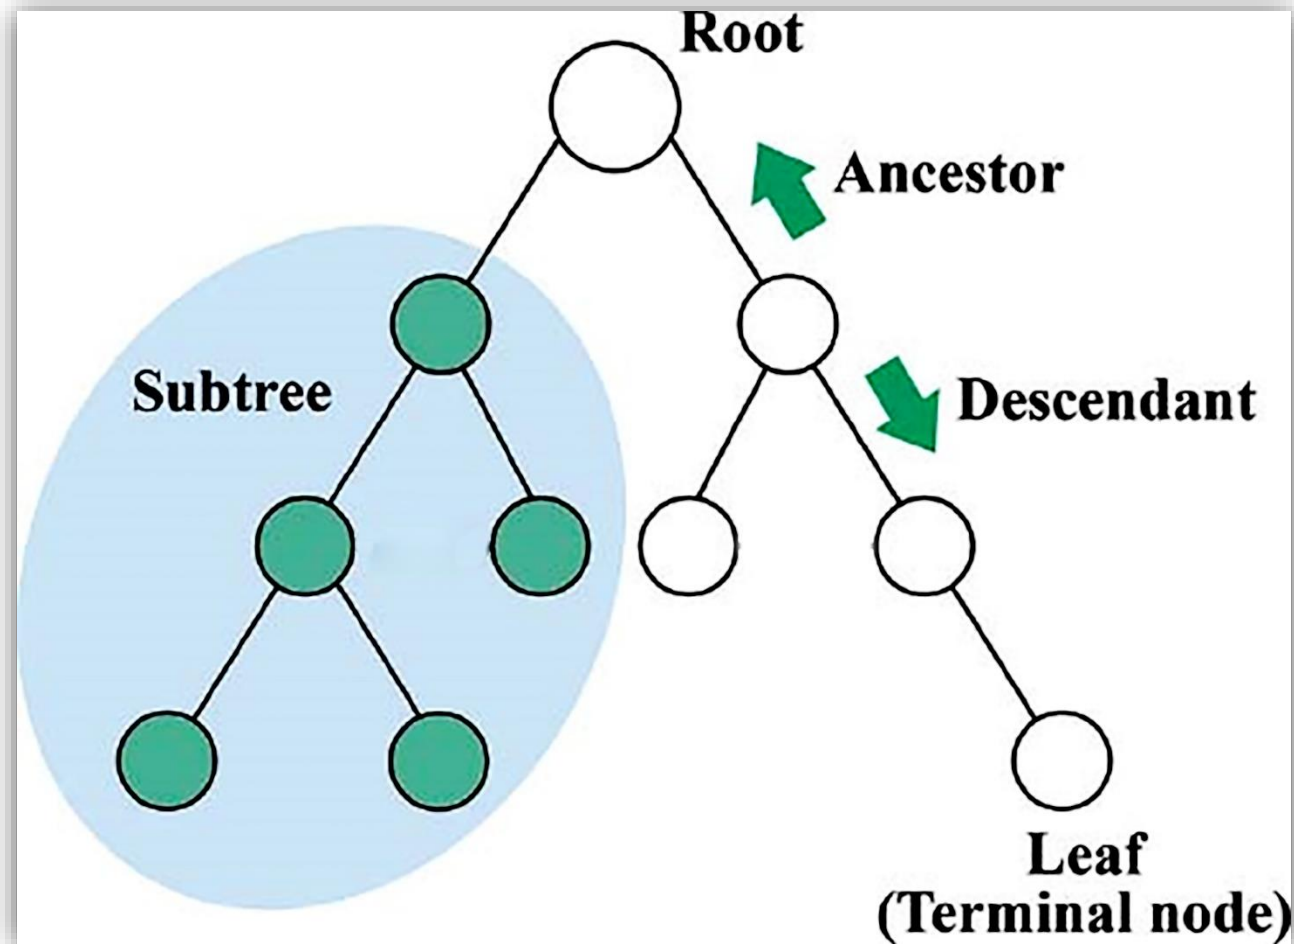 Root
Ancestor
Subtree
Descendant
Leaf
(Terminal node)